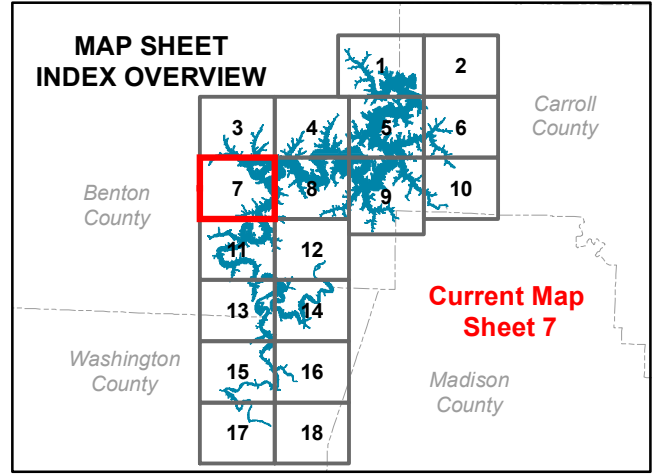 MAP SHEET
INDEX OVERVIEW
1
2
Carroll
County
3
4
5
6
Benton
County
7
8
9
10
11
12
Current Map
Sheet 7
13
14
Washington
County
15
16
Madison
County
17
18